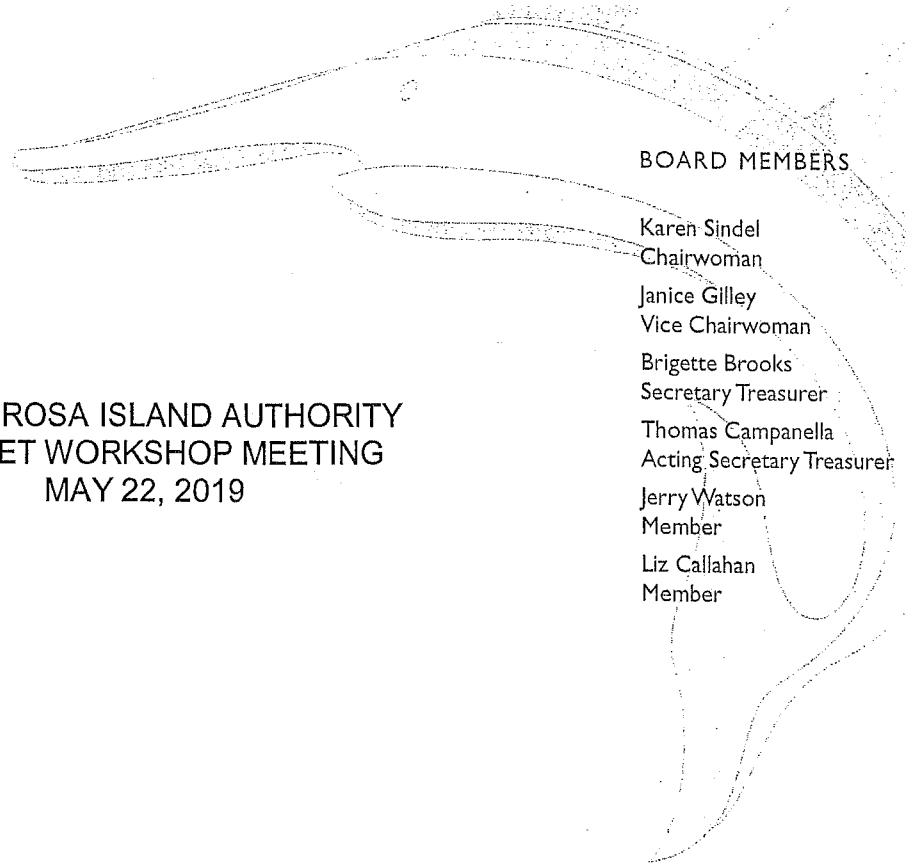 BOARD MEMBERS
Karen Sindel
Chairwoman
Janice Gilley
Vice Chairwoman
Brigette Brooks
Secretary Treasurer
Thomas Campanella
Acting Secretary Treasurer
Jerry Watson
Member
Liz Callahan
Member
ROSA ISLAND AUTHORITY
ET WORKSHOP MEETING
MAY 22, 2019